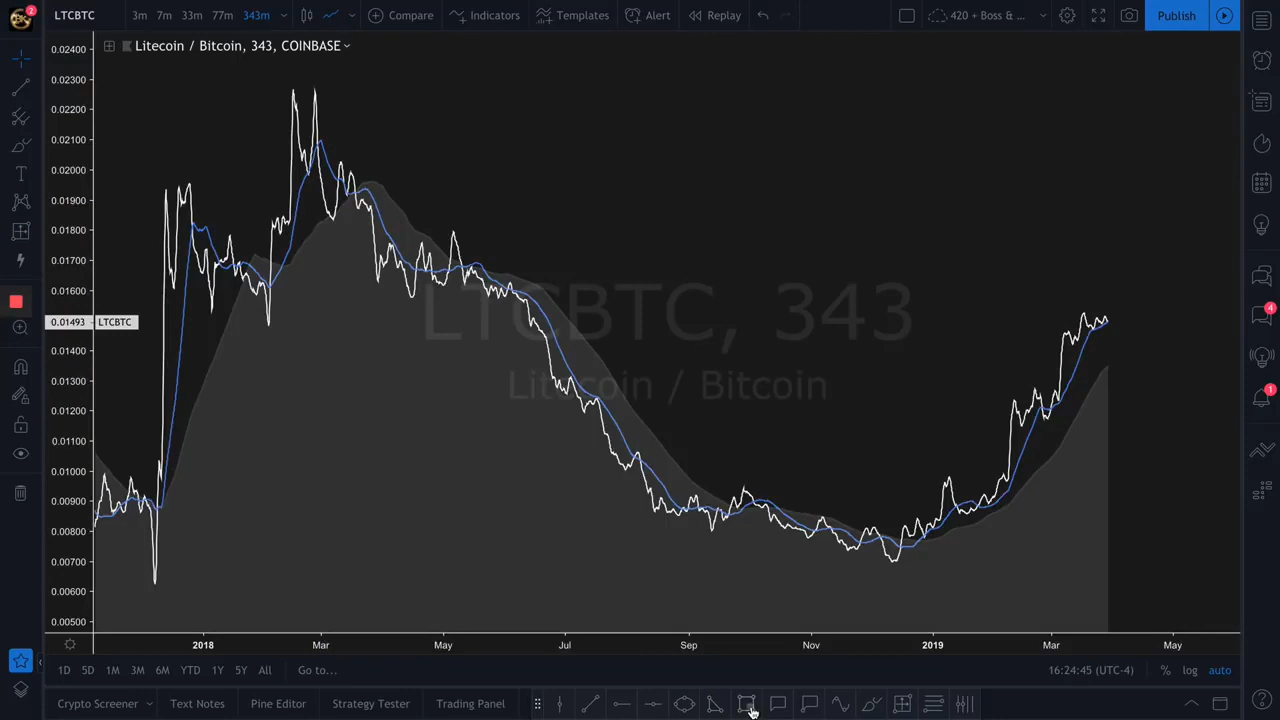 2
LTCBTC
3m 7m 33m 77m 343m
Compare
Indicators
Templates
Alert
Replay
420 + Boss & ...
Publish
Litecoin / Bitcoin, 343, COINBASE
0.02400
0.02300
0.02200
0.02100
0.02000
0.01900
0.01800
0.01700
0.01600
0.01493 LTCBTC
0.01400
0.01300
0.01200
0.01100
0.01000
0.00900
0.00800
0.00700
0.00600
0.00500
LTCBTC, 343
Litecoin / Bitcoin
4
1
2018 Mar May Jul Sep Nov 2019 Mar May
1D 5D 1M 3M 6M YTD 1Y 5Y All Go to... 16:24:45 (UTC-4) % log auto
Crypto Screener Text Notes Pine Editor Strategy Tester Trading Panel